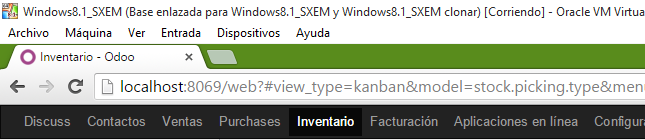 Windows8.1_SXEM (Base enlazada para Windows8.1_SXEM y Windows8.1_SXEM clonar) [Corriendo] - Oracle VM Virtua
Archivo Máquina Ver Entrada Dispositivos Ayuda
Inventario - Odoo
localhost:8069/web?#view_type=kanban&model=stock.picking.type&menu
Discuss Contactos Ventas Purchases Inventario Facturación Aplicaciones en línea Configura